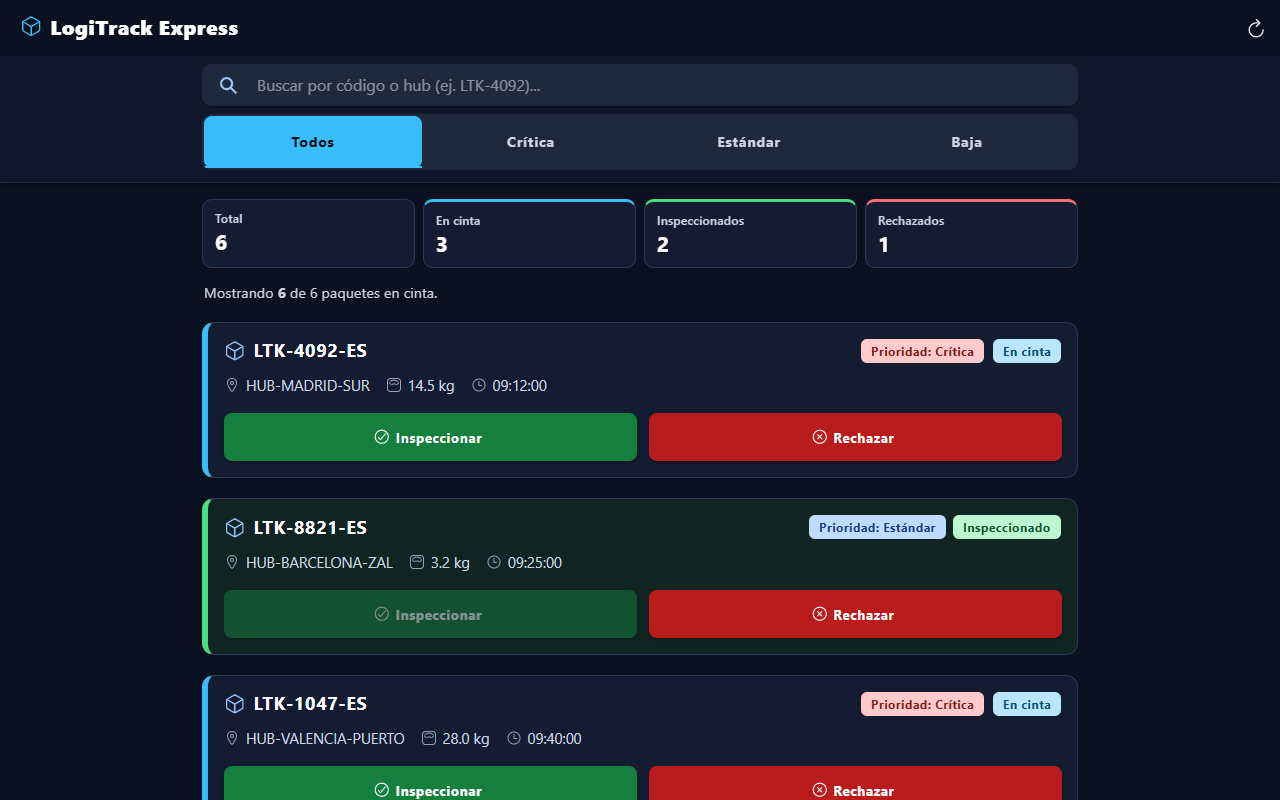 LogiTrack Express
Buscar por código o hub (ej. LTK-4092)...
Todos Crítica Estándar Baja
Total En cinta Inspeccionados Rechazados
6 3 2 1
Mostrando 6 de 6 paquetes en cinta.
LTK-4092-ES Prioridad: Crítica En cinta
HUB-MADRID-SUR 14.5 kg 09:12:00
Inspeccionar Rechazar
LTK-8821-ES Prioridad: Estándar Inspeccionado
HUB-BARCELONA-ZAL 3.2 kg 09:25:00
Inspeccionar Rechazar
LTK-1047-ES Prioridad: Crítica En cinta
HUB-VALENCIA-PUERTO 28.0 kg 09:40:00
Inspeccionar Rechazar